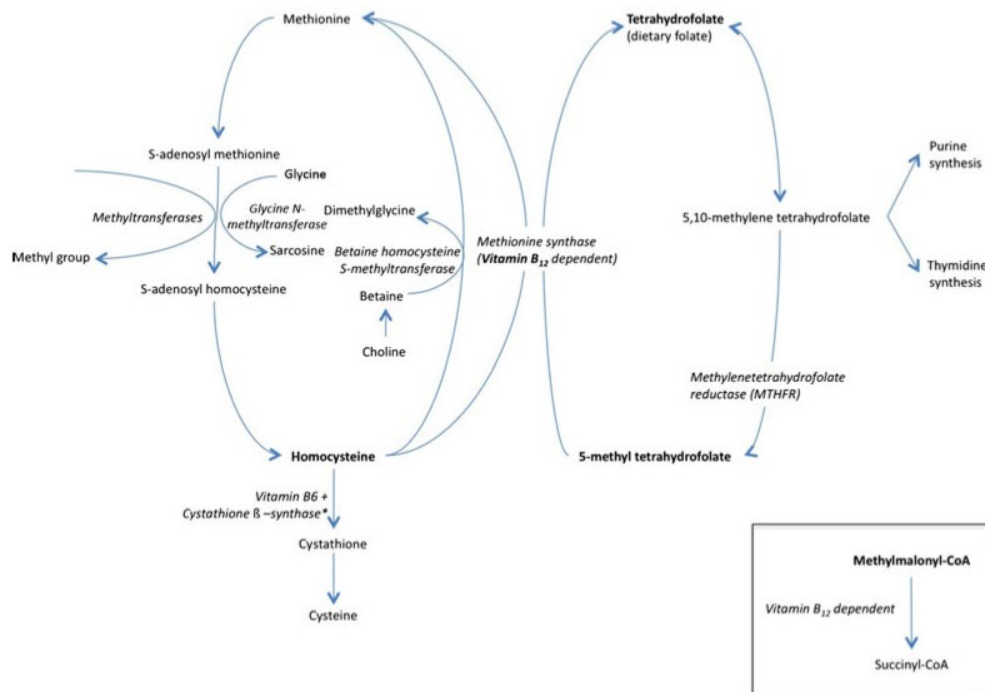 Methionine
Tetrahydrofolate
(dietary folate)
S-adenosyl methionine
Glycine
Methyltransferases
Glycine N-
methyltransferase
Dimethylglycine
Sarcosine
Methyl group
Betaine homocysteine
S-methyltransferase
S-adenosyl homocysteine
Betaine
Choline
Methionine synthase
(Vitamin B₁₂ dependent)
5,10-methylene tetrahydrofolate
Purine
synthesis
Thymidine
synthesis
Methylenetetrahydrofolate
reductase (MTHFR)
Homocysteine
5-methyl tetrahydrofolate
Vitamin B6 +
Cystathione ß –synthase*
Cystathione
Cysteine
Methylmalonyl-CoA
Vitamin B₁₂ dependent
Succinyl-CoA